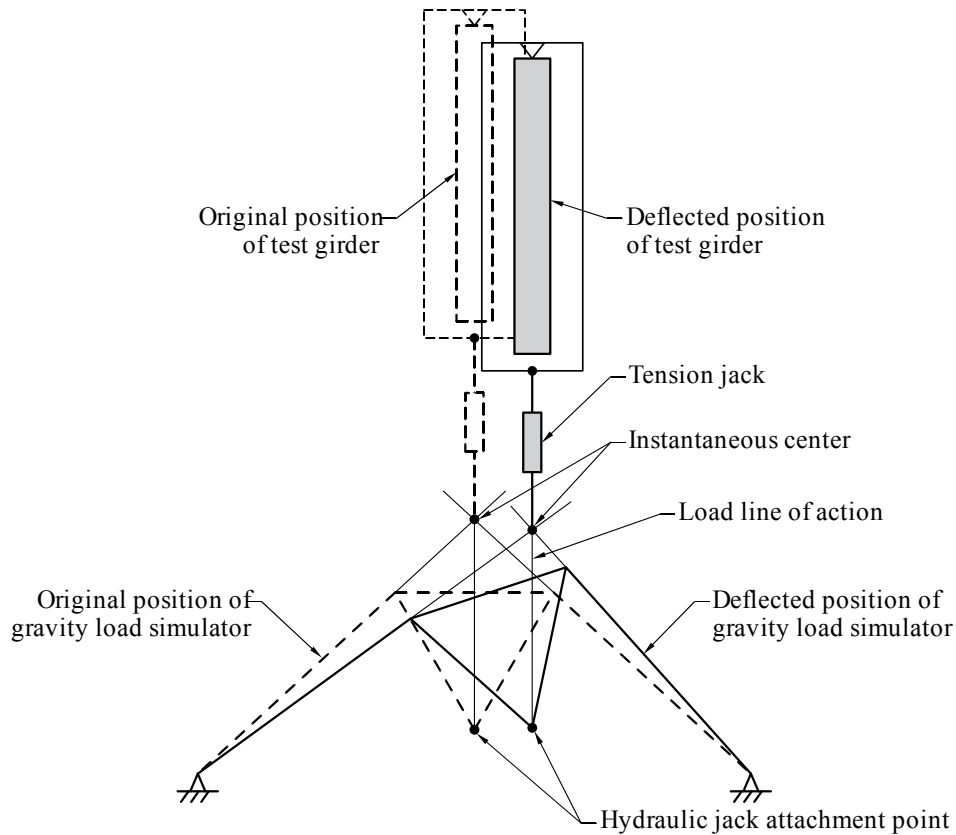 Original position
of test girder
Deflected position
of test girder
Tension jack
Instantaneous center
Load line of action
Original position of
gravity load simulator
Deflected position of
gravity load simulator
Hydraulic jack attachment point